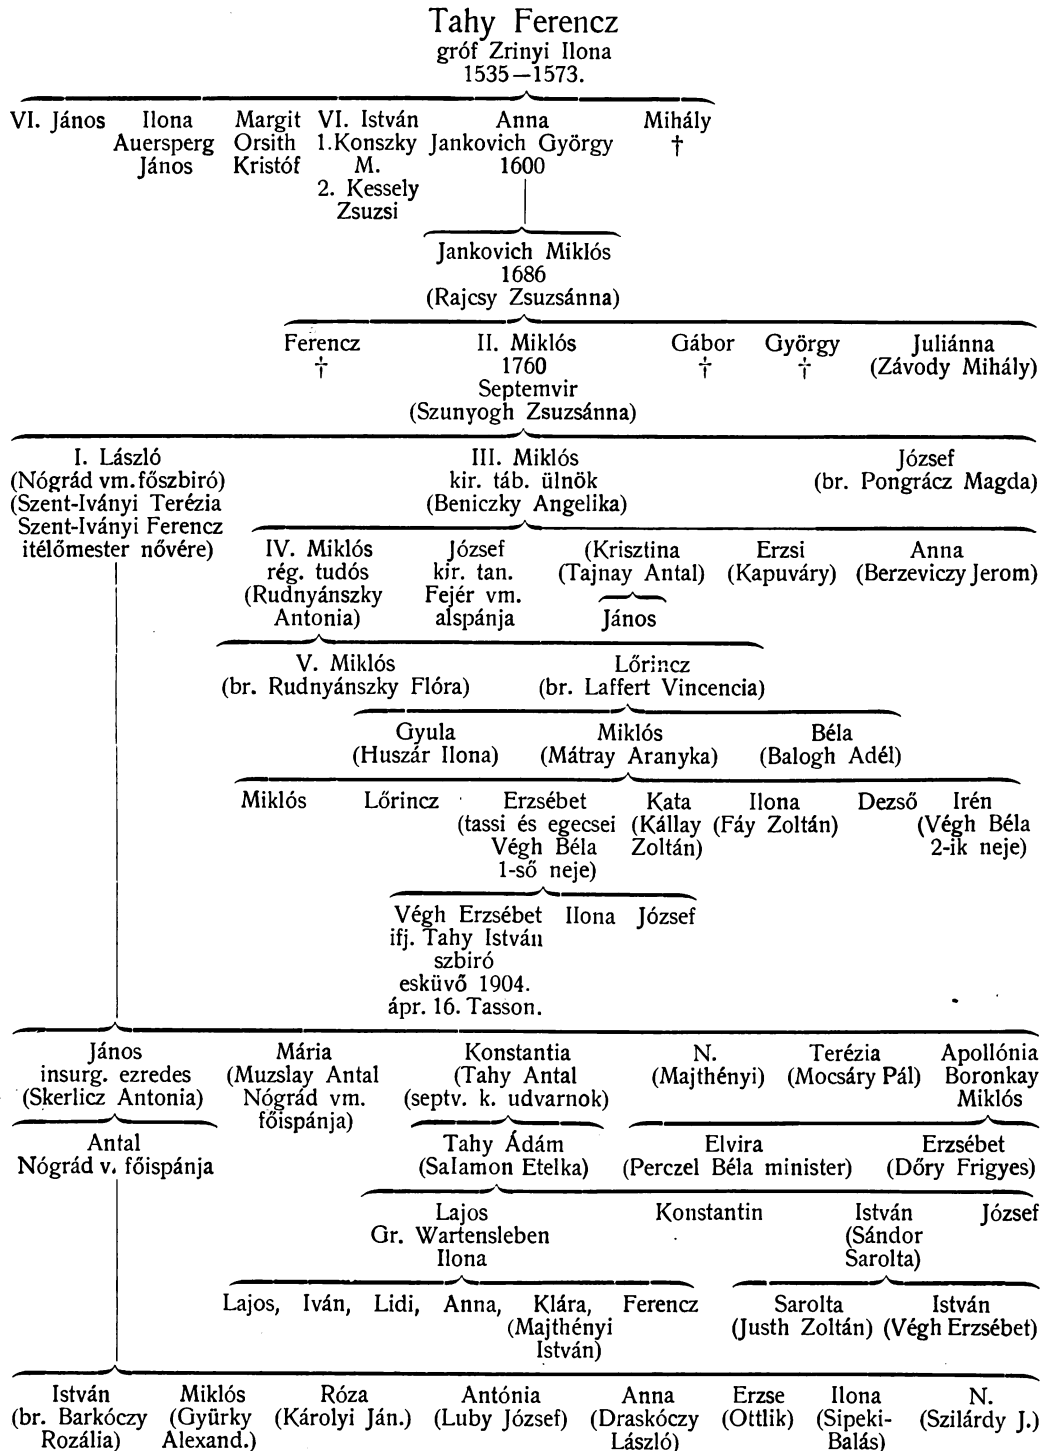 Tahy Ferencz
gróf Zrinyi Ilona
1535—1573.
VI. János Ilona Margit VI. István Anna Mihály
Auersperg Orsith 1. Konszky Jankovich György †
János Kristóf M. 1600
2. Kessely
Zsuzsi
Jankovich Miklós
1686
(Rajcsy Zsuzsánna)
Ferencz II. Miklós Gábor György Juliánna
† 1760 † † (Závody Mihály)
Septemvir
(Szunyogh Zsuzsánna)
I. László III. Miklós József
(Nógrád vm. főszbiró) kir. táb. ülnök (br. Pongrácz Magda)
(Szent-Iványi Terézia (Beniczky Angelika)
Szent-Iványi Ferencz
itélőmester nővére) IV. Miklós József (Krisztina Erzsi Anna
rég. tudós kir. tan. (Tajnay Antal) (Kapuváry) (Berzeviczy Jerom)
(Rudnyánszky Fejér vm.
Antonia) alspánja János
V. Miklós Lőrincz
(br. Rudnyánszky Flóra) (br. Laffert Vincencia)
Gyula Miklós Béla
(Huszár Ilona) (Mátray Aranyka) (Balogh Adél)
Miklós Lőrincz Erzsébet Kata Ilona Dezső Irén
(tassi és egecsei (Kállay (Fáy Zoltán) (Végh Béla
Végh Béla Zoltán) 2-ik neje)
1-ső neje)
Végh Erzsébet Ilona József
ifj. Tahy István
szbiró
esküvő 1904.
ápr. 16. Tasson.
János Mária Konstantia N. Terézia Apollónia
insurg. ezredes (Muzslay Antal (Tahy Antal (Majthényi) (Mocsáry Pál) Boronkay
(Skerlicz Antonia) Nógrád vm. septv. k. udvarnok) Miklós
főispánja)
Antal Tahy Ádám Elvira Erzsébet
Nógrád v. főispánja (Salamon Etelka) (Perczel Béla minister) (Dőry Frigyes)
Lajos Konstantin István József
Gr. Wartensleben (Sándor
Ilona Sarolta)
Lajos, Iván, Lidi, Anna, Klára, Ferencz Sarolta István
(Majthényi (Justh Zoltán) (Végh Erzsébet)
István)
István Miklós Róza Antónia Anna Erzse Ilona N.
(br. Barkóczy (Gyürky (Károlyi Ján.) (Luby József) (Draskóczy (Ottlik) (Sipeki- (Szilárdy J.)
Rozália) Alexand.) László) Balás)